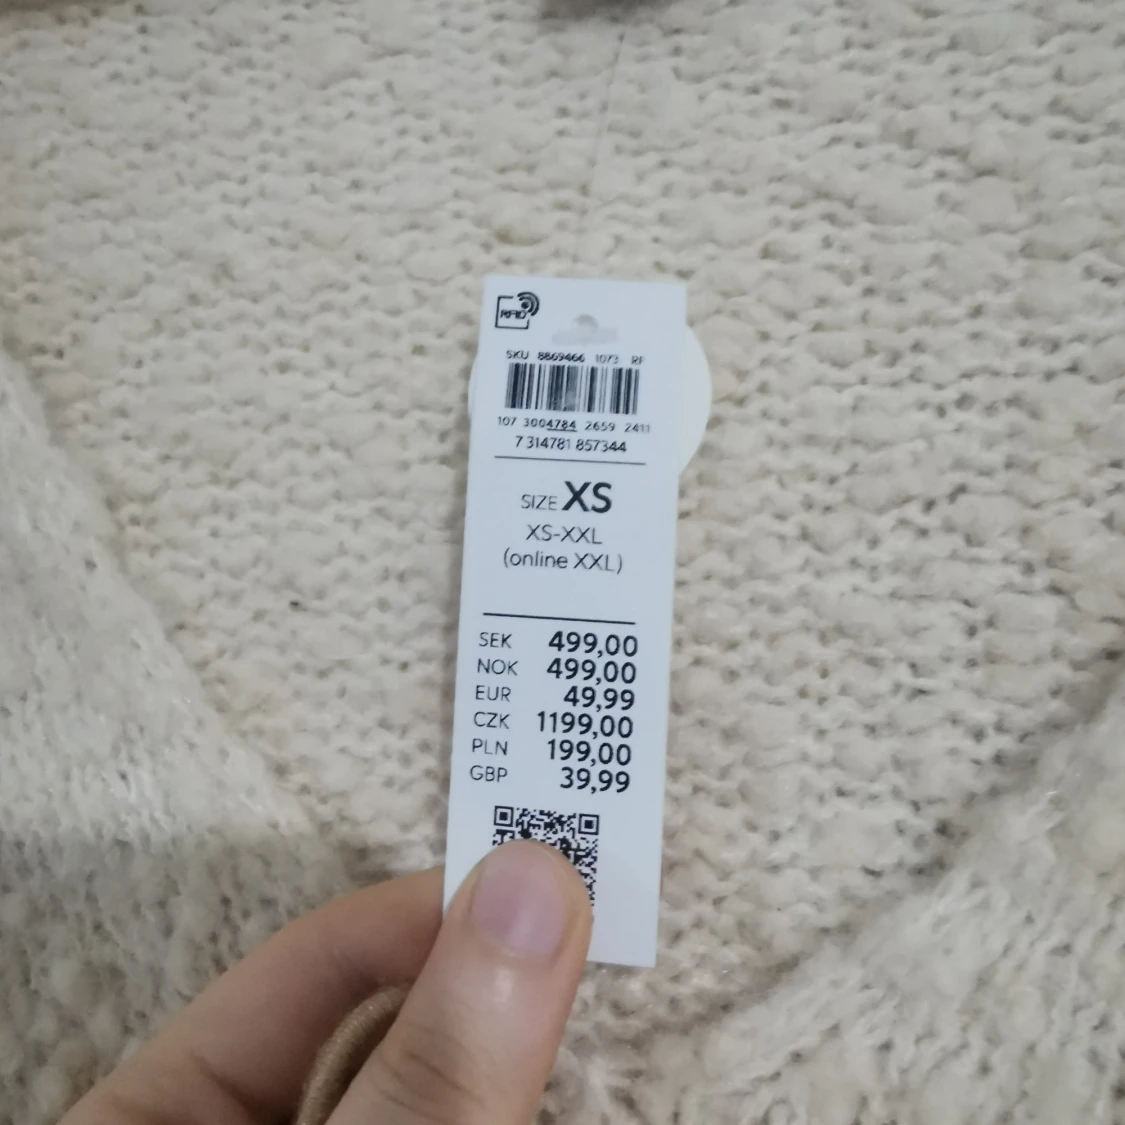 RFID
SKU 8869466 1073 RF
107 3004784 2659 2411
7 314781 857344
SIZE XS
XS-XXL
(online XXL)
SEK 499,00
NOK 499,00
EUR 49,99
CZK 1199,00
PLN 199,00
GBP 39,99